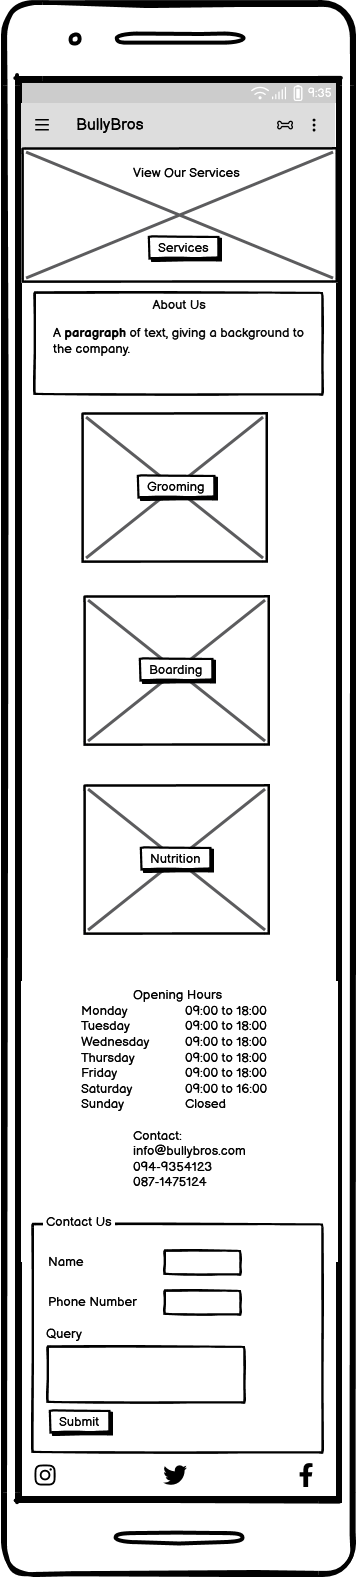 9:35
BullyBros
View Our Services
Services
About Us
A paragraph of text, giving a background to
the company.
Grooming
Boarding
Nutrition
Opening Hours
Monday 09:00 to 18:00
Tuesday 09:00 to 18:00
Wednesday 09:00 to 18:00
Thursday 09:00 to 18:00
Friday 09:00 to 18:00
Saturday 09:00 to 16:00
Sunday Closed
Contact:
info@bullybros.com
094-9354123
087-1475124
Contact Us
Name
Phone Number
Query
Submit